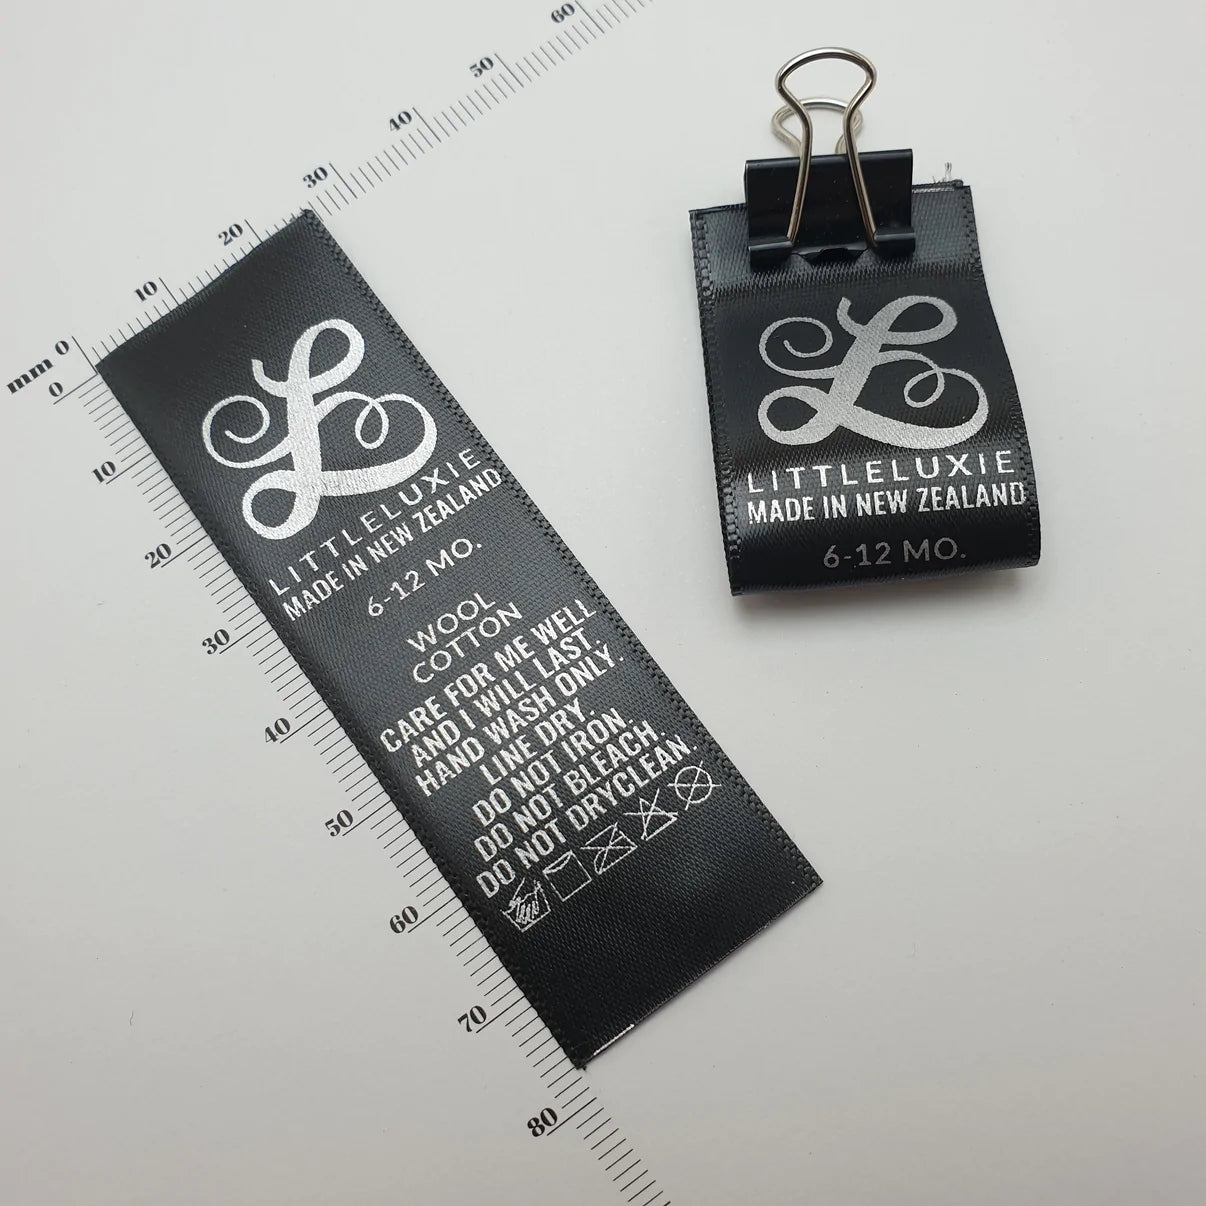 mm 0
10
20
30
40
50
60
0
10
20
30
40
50
60
70
80
L
LITTLELUXIE
MADE IN NEW ZEALAND
6-12 MO.
WOOL
COTTON
CARE FOR ME WELL
AND I WILL LAST.
HAND WASH ONLY.
LINE DRY.
DO NOT IRON.
DO NOT BLEACH.
DO NOT DRYCLEAN.
L
LITTLELUXIE
MADE IN NEW ZEALAND
6-12 MO.